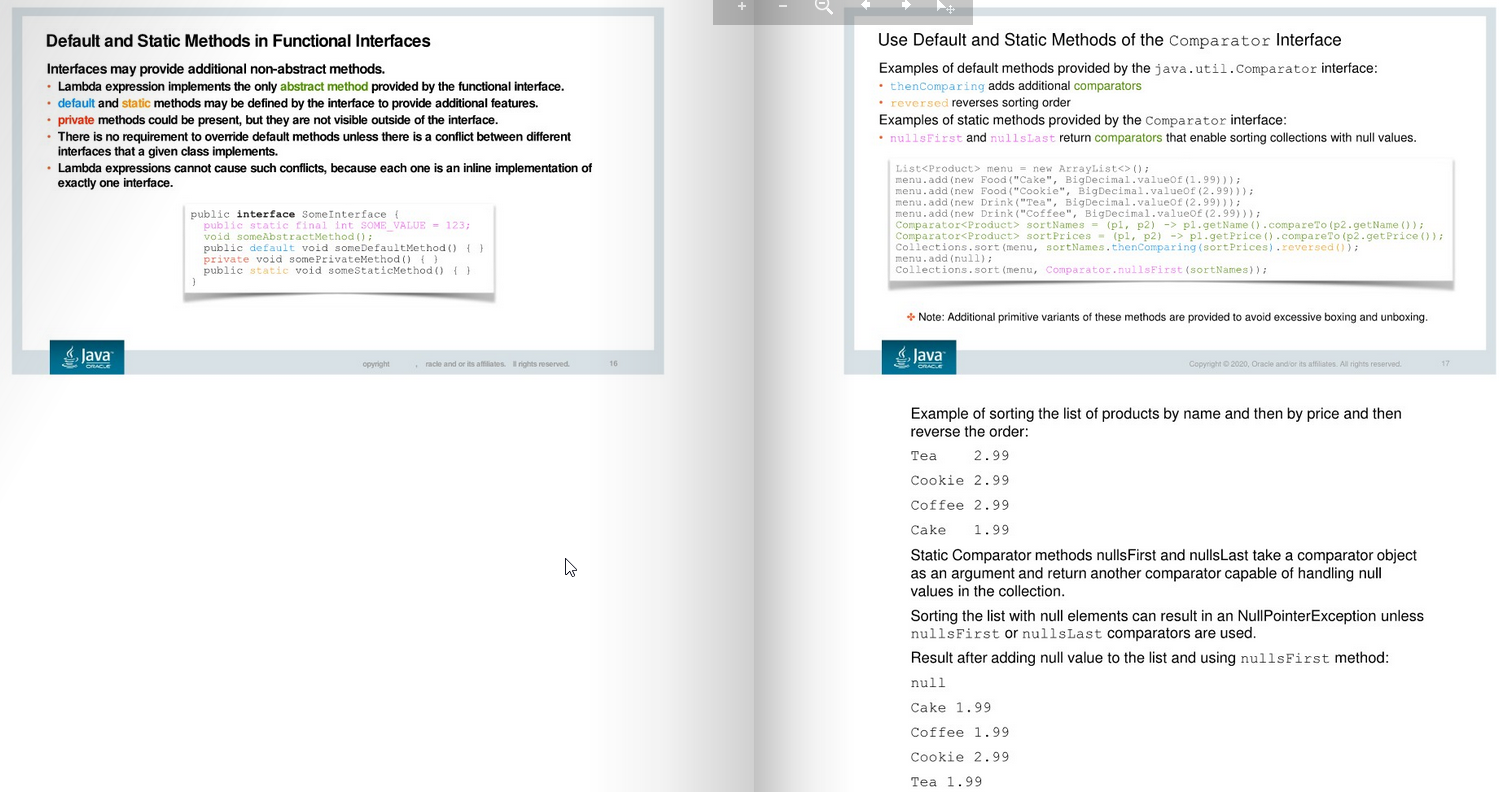 Default and Static Methods in Functional Interfaces
Interfaces may provide additional non-abstract methods.
• Lambda expression implements the only abstract method provided by the functional interface.
• default and static methods may be defined by the interface to provide additional features.
• private methods could be present, but they are not visible outside of the interface.
• There is no requirement to override default methods unless there is a conflict between different
interfaces that a given class implements.
• Lambda expressions cannot cause such conflicts, because each one is an inline implementation of
exactly one interface.
public interface SomeInterface {
public static final int SOME_VALUE = 123;
void someAbstractMethod();
public default void someDefaultMethod() { }
private void somePrivateMethod() { }
public static void someStaticMethod() { }
}
Java
ORACLE
opyright , racle and or its affiliates. ll rights reserved. 16
Use Default and Static Methods of the Comparator Interface
Examples of default methods provided by the java.util.Comparator interface:
• thenComparing adds additional comparators
• reversed reverses sorting order
Examples of static methods provided by the Comparator interface:
• nullsFirst and nullsLast return comparators that enable sorting collections with null values.
List<Product> menu = new ArrayList<>();
menu.add(new Food("Cake", BigDecimal.valueOf(1.99)));
menu.add(new Food("Cookie", BigDecimal.valueOf(2.99)));
menu.add(new Drink("Tea", BigDecimal.valueOf(2.99)));
menu.add(new Drink("Coffee", BigDecimal.valueOf(2.99)));
Comparator<Product> sortNames = (p1, p2) -> p1.getName().compareTo(p2.getName());
Comparator<Product> sortPrices = (p1, p2) -> p1.getPrice().compareTo(p2.getPrice());
Collections.sort(menu, sortNames.thenComparing(sortPrices).reversed());
menu.add(null);
Collections.sort(menu, Comparator.nullsFirst(sortNames));
✤ Note: Additional primitive variants of these methods are provided to avoid excessive boxing and unboxing.
Java
ORACLE
Copyright © 2020, Oracle and/or its affiliates. All rights reserved. 17
Example of sorting the list of products by name and then by price and then
reverse the order:
Tea 2.99
Cookie 2.99
Coffee 2.99
Cake 1.99
Static Comparator methods nullsFirst and nullsLast take a comparator object
as an argument and return another comparator capable of handling null
values in the collection.
Sorting the list with null elements can result in an NullPointerException unless
nullsFirst or nullsLast comparators are used.
Result after adding null value to the list and using nullsFirst method:
null
Cake 1.99
Coffee 1.99
Cookie 2.99
Tea 1.99